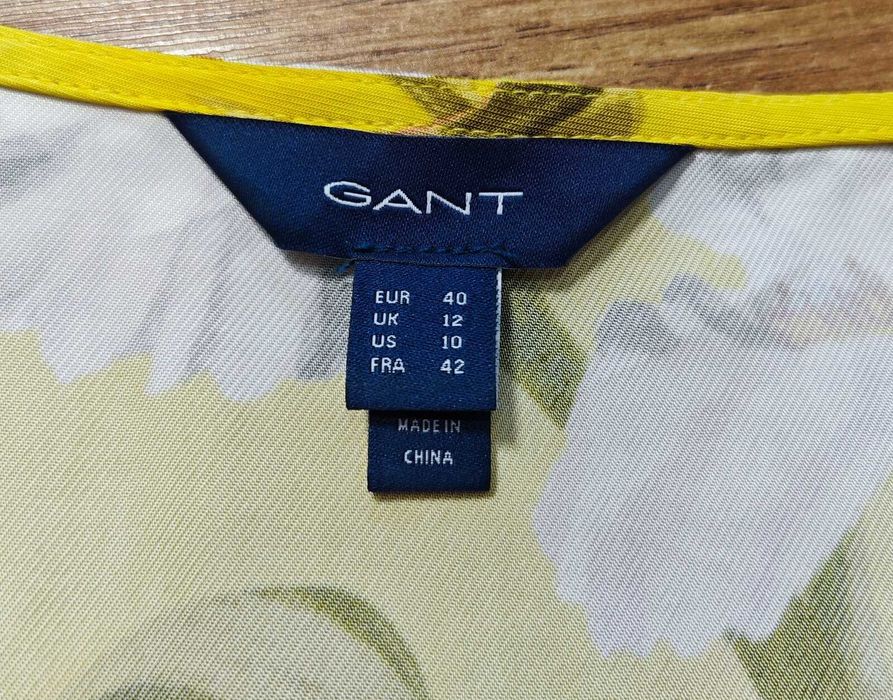 GANT
EUR 40
UK 12
US 10
FRA 42
MADE IN
CHINA